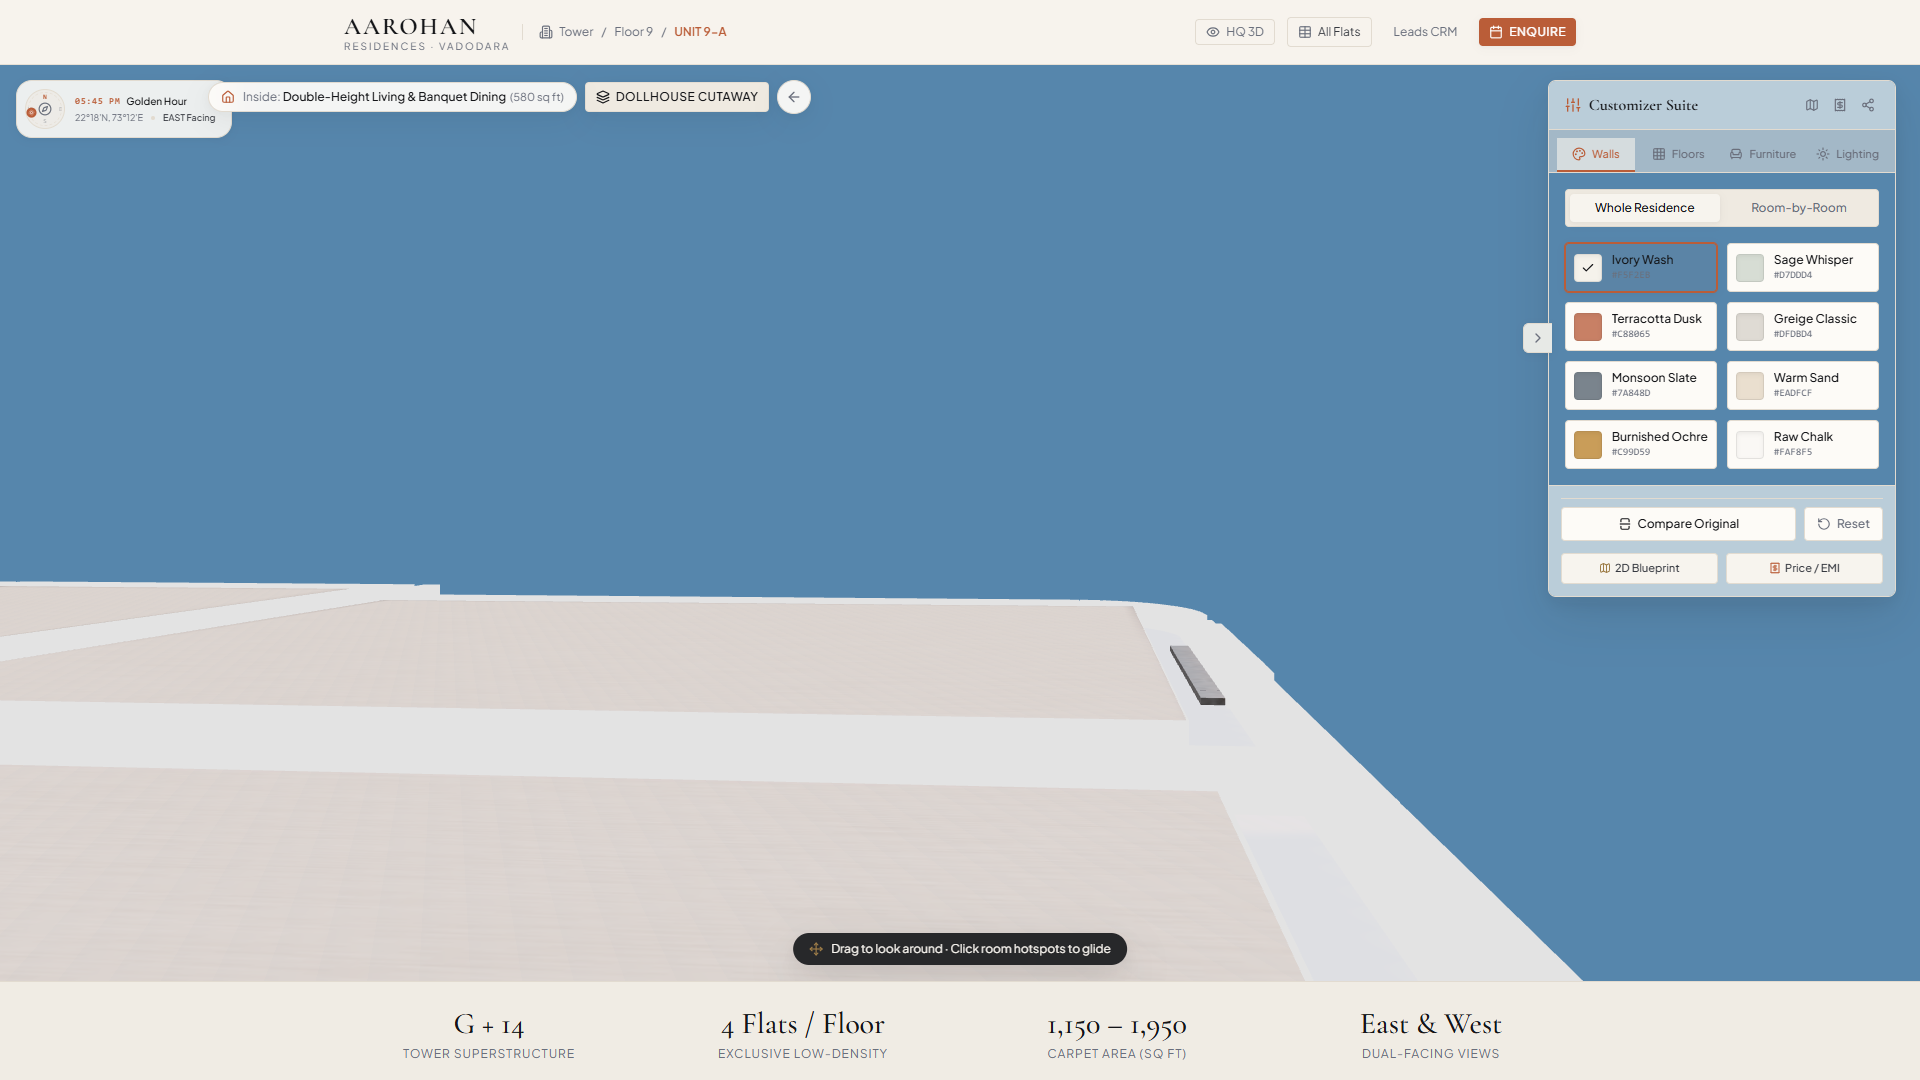 AAROHAN
RESIDENCES · VADODARA
Tower / Floor 9 / UNIT 9-A
HQ 3D
All Flats
Leads CRM
ENQUIRE
05:45 PM Golden Hour
22°18'N, 73°12'E EAST Facing
Inside: Double-Height Living & Banquet Dining (580 sq ft)
DOLLHOUSE CUTAWAY
Customizer Suite
Walls
Floors
Furniture
Lighting
Whole Residence
Room-by-Room
Ivory Wash
Sage Whisper
#D7DDD4
Terracotta Dusk
#C88065
Greige Classic
#DFDBD4
Monsoon Slate
#7A848D
Warm Sand
#EADFCF
Burnished Ochre
#C99D59
Raw Chalk
#FAF8F5
Compare Original
Reset
2D Blueprint
Price / EMI
Drag to look around · Click room hotspots to glide
G + 14
TOWER SUPERSTRUCTURE
4 Flats / Floor
EXCLUSIVE LOW-DENSITY
1,150 – 1,950
CARPET AREA (SQ FT)
East & West
DUAL-FACING VIEWS